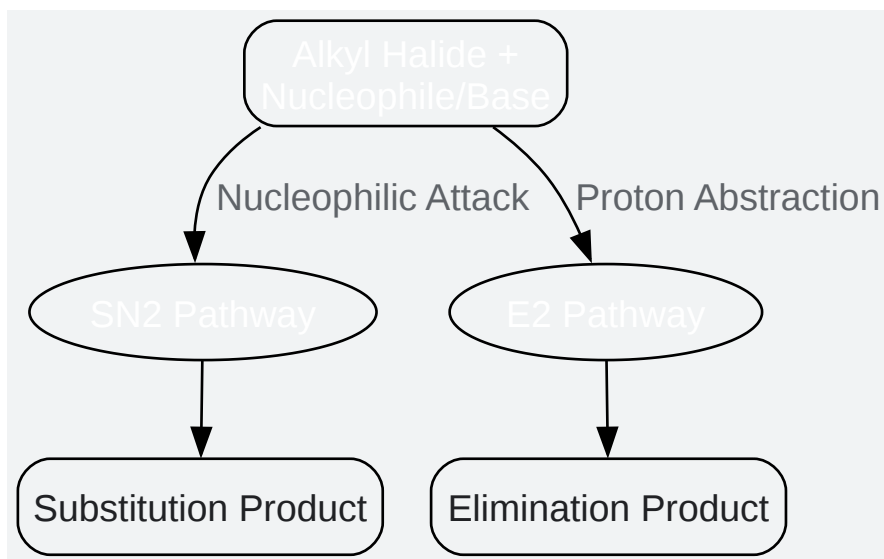 Alkyl Halide +
Nucleophile/Base
Nucleophilic Attack
Proton Abstraction
SN2 Pathway
E2 Pathway
Substitution Product
Elimination Product